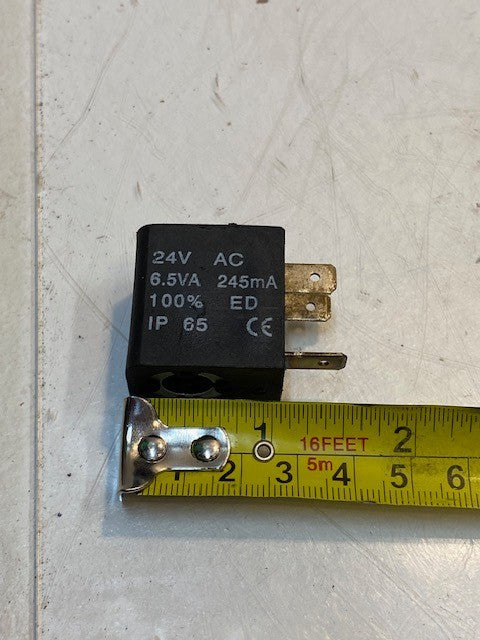 24V AC
6.5VA 245mA
100% ED
IP 65 CE
1 16FEET 2
1 2 3 5m 4 5 6